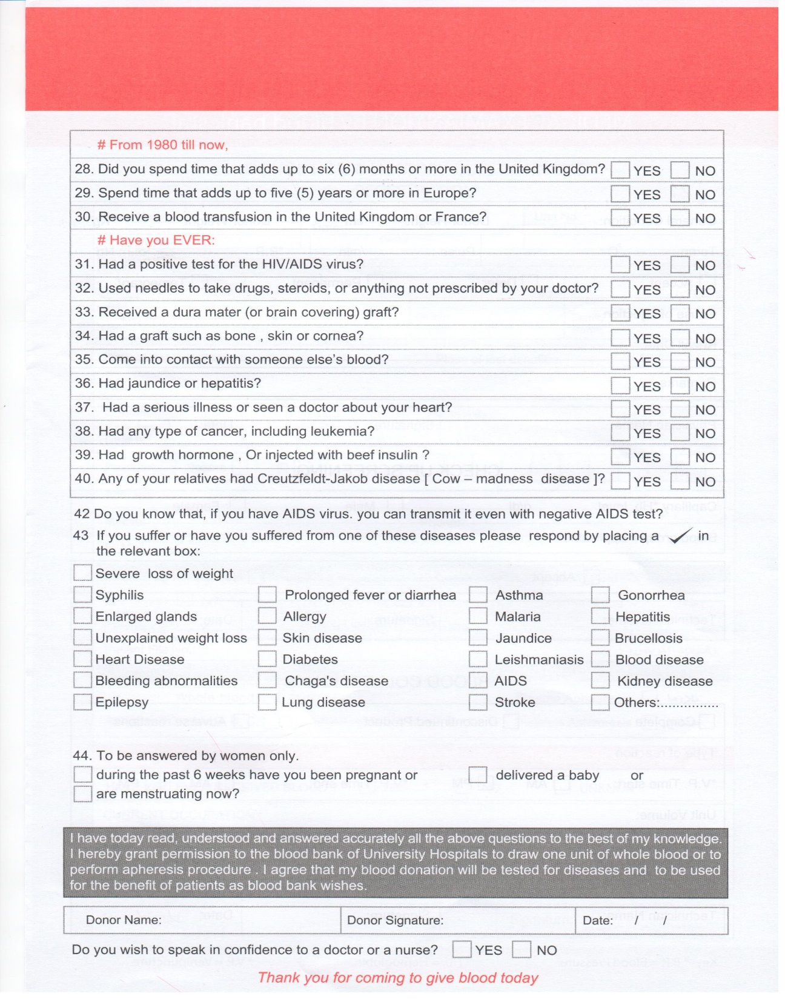 # From 1980 till now,
28. Did you spend time that adds up to six (6) months or more in the United Kingdom? YES NO
29. Spend time that adds up to five (5) years or more in Europe? YES NO
30. Receive a blood transfusion in the United Kingdom or France? YES NO
# Have you EVER:
31. Had a positive test for the HIV/AIDS virus? YES NO
32. Used needles to take drugs, steroids, or anything not prescribed by your doctor? YES NO
33. Received a dura mater (or brain covering) graft? YES NO
34. Had a graft such as bone , skin or cornea? YES NO
35. Come into contact with someone else's blood? YES NO
36. Had jaundice or hepatitis? YES NO
37. Had a serious illness or seen a doctor about your heart? YES NO
38. Had any type of cancer, including leukemia? YES NO
39. Had growth hormone , Or injected with beef insulin ? YES NO
40. Any of your relatives had Creutzfeldt-Jakob disease [ Cow – madness disease ]? YES NO
42 Do you know that, if you have AIDS virus. you can transmit it even with negative AIDS test?
43 If you suffer or have you suffered from one of these diseases please respond by placing a ✓ in
the relevant box:
Severe loss of weight
Syphilis Prolonged fever or diarrhea Asthma Gonorrhea
Enlarged glands Allergy Malaria Hepatitis
Unexplained weight loss Skin disease Jaundice Brucellosis
Heart Disease Diabetes Leishmaniasis Blood disease
Bleeding abnormalities Chaga's disease AIDS Kidney disease
Epilepsy Lung disease Stroke Others:...............
44. To be answered by women only.
during the past 6 weeks have you been pregnant or delivered a baby or
are menstruating now?
I have today read, understood and answered accurately all the above questions to the best of my knowledge.
I hereby grant permission to the blood bank of University Hospitals to draw one unit of whole blood or to
perform apheresis procedure . I agree that my blood donation will be tested for diseases and to be used
for the benefit of patients as blood bank wishes.
Donor Name: Donor Signature: Date: / /
Do you wish to speak in confidence to a doctor or a nurse? YES NO
Thank you for coming to give blood today